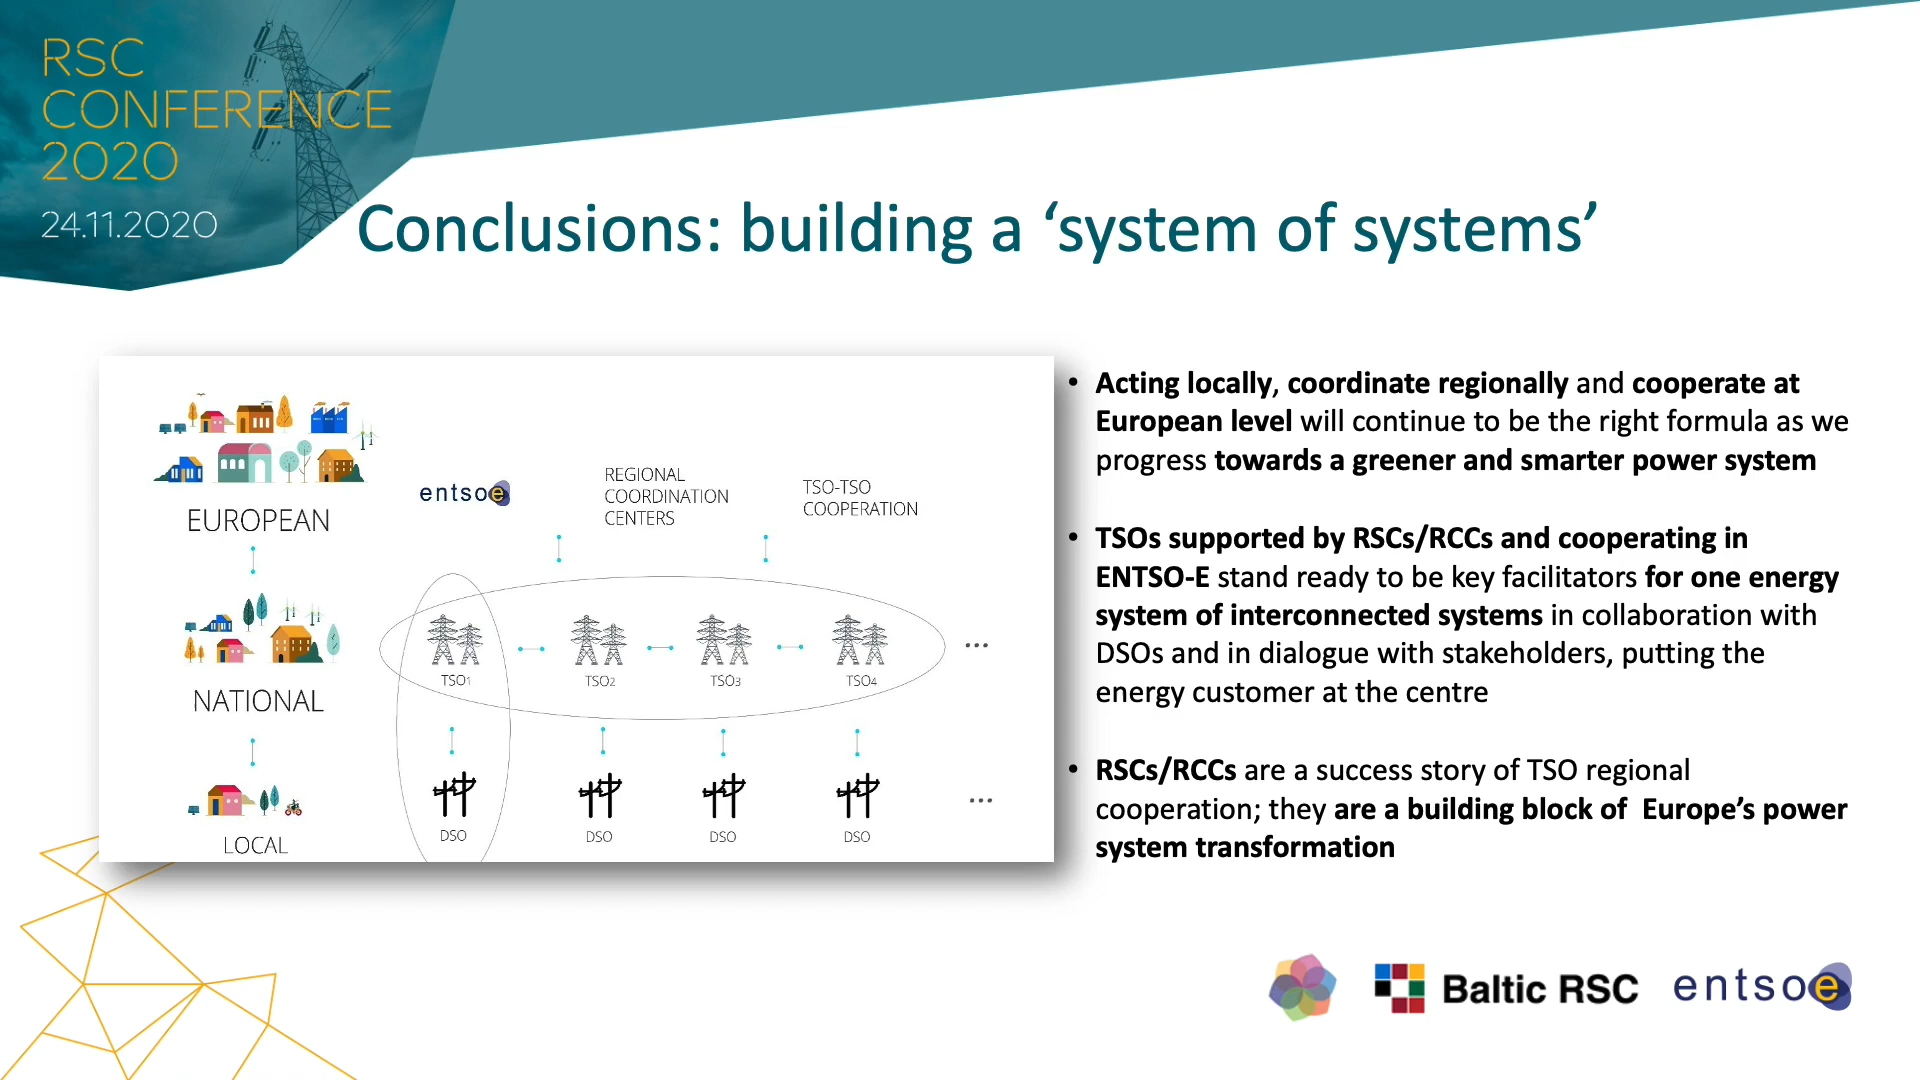 RSC
CONFERENCE
2020
24.11.2020
Conclusions: building a ‘system of systems’
EUROPEAN
NATIONAL
LOCAL
entsoe
REGIONAL
COORDINATION
CENTERS
TSO-TSO
COOPERATION
TSO1
TSO2
TSO3
TSO4
...
DSO
DSO
DSO
DSO
...
• Acting locally, coordinate regionally and cooperate at
European level will continue to be the right formula as we
progress towards a greener and smarter power system
• TSOs supported by RSCs/RCCs and cooperating in
ENTSO-E stand ready to be key facilitators for one energy
system of interconnected systems in collaboration with
DSOs and in dialogue with stakeholders, putting the
energy customer at the centre
• RSCs/RCCs are a success story of TSO regional
cooperation; they are a building block of  Europe’s power
system transformation
Baltic RSC
entsoe